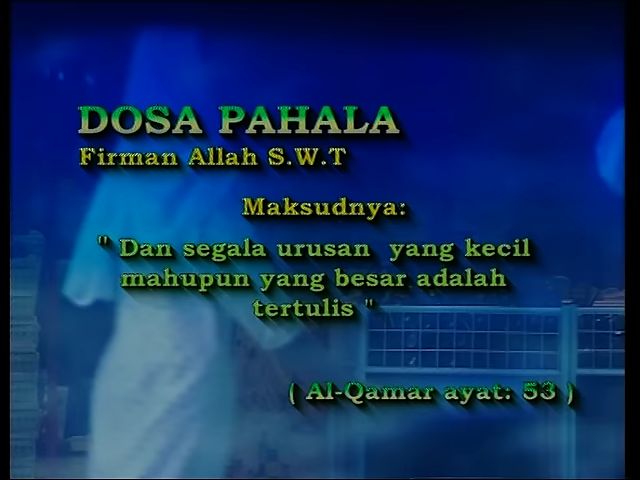 DOSA PAHALA
Firman Allah S.W.T
Maksudnya:
" Dan segala urusan yang kecil
mahupun yang besar adalah
tertulis "
( Al-Qamar ayat: 53 )